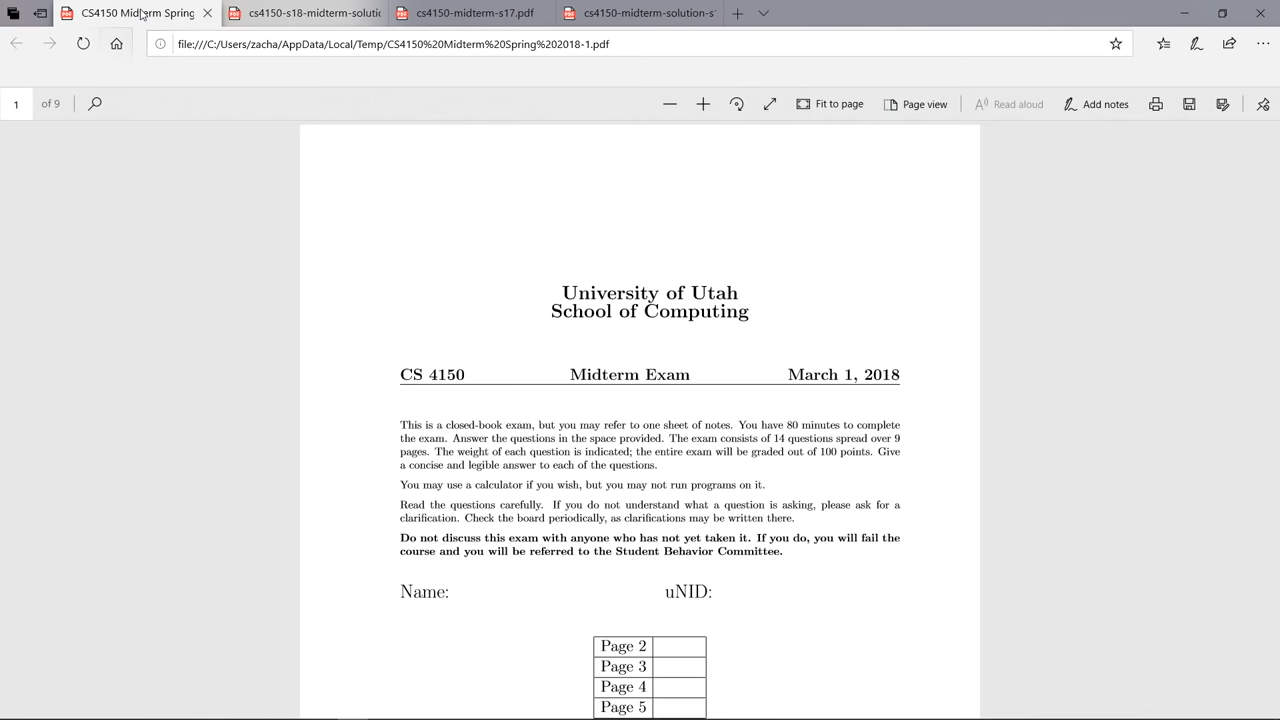 CS4150 Midterm Spring
cs4150-s18-midterm-solutic
cs4150-midterm-s17.pdf
cs4150-midterm-solution-s1
file:///C:/Users/zacha/AppData/Local/Temp/CS4150%20Midterm%20Spring%202018-1.pdf
1 of 9
Fit to page
Page view
Read aloud
Add notes
University of Utah
School of Computing
CS 4150 Midterm Exam March 1, 2018
This is a closed-book exam, but you may refer to one sheet of notes. You have 80 minutes to complete
the exam. Answer the questions in the space provided. The exam consists of 14 questions spread over 9
pages. The weight of each question is indicated; the entire exam will be graded out of 100 points. Give
a concise and legible answer to each of the questions.
You may use a calculator if you wish, but you may not run programs on it.
Read the questions carefully. If you do not understand what a question is asking, please ask for a
clarification. Check the board periodically, as clarifications may be written there.
Do not discuss this exam with anyone who has not yet taken it. If you do, you will fail the
course and you will be referred to the Student Behavior Committee.
Name: uNID:
Page 2
Page 3
Page 4
Page 5